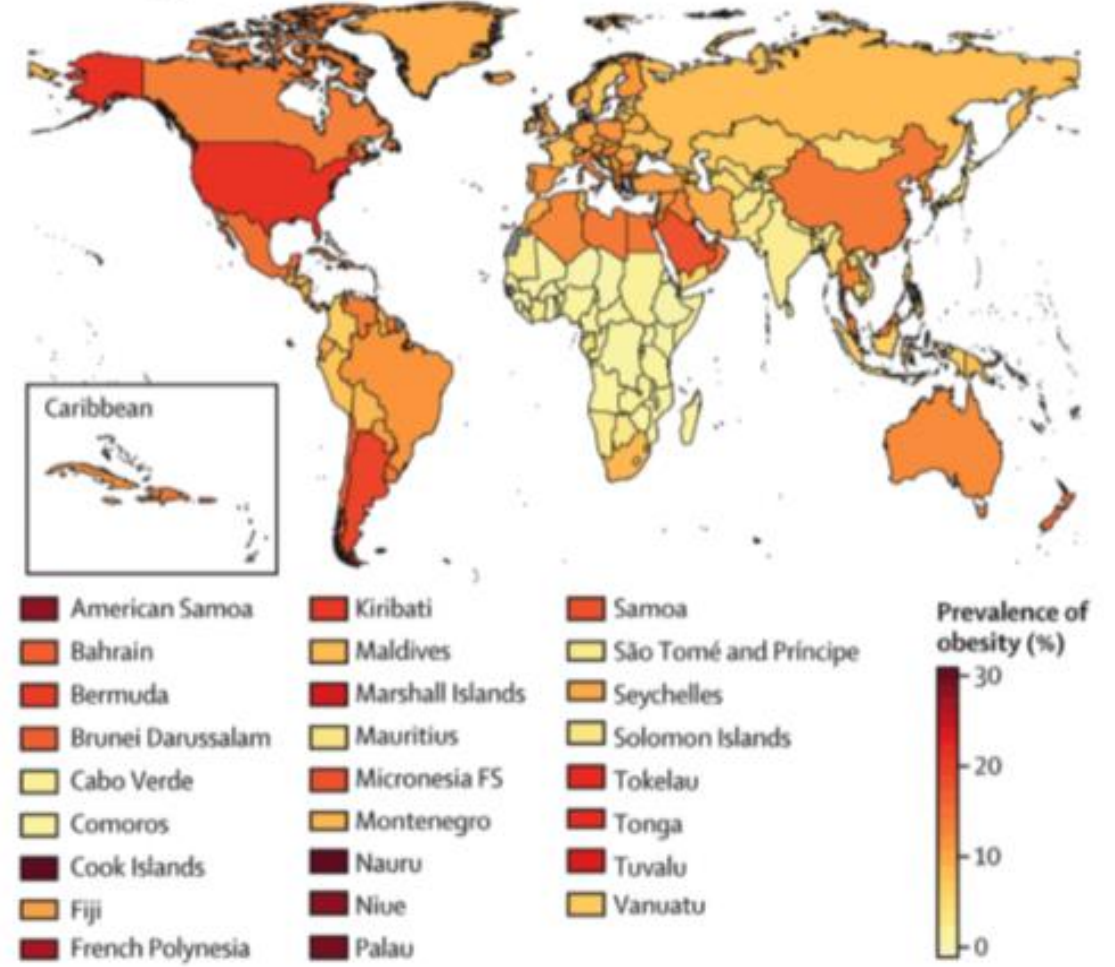 Caribbean
American Samoa
Bahrain
Bermuda
Brunei Darussalam
Cabo Verde
Comoros
Cook Islands
Fiji
French Polynesia
Kiribati
Maldives
Marshall Islands
Mauritius
Micronesia FS
Montenegro
Nauru
Niue
Palau
Samoa
São Tomé and Príncipe
Seychelles
Solomon Islands
Tokelau
Tonga
Tuvalu
Vanuatu
Prevalence of
obesity (%)
30
20
10
0